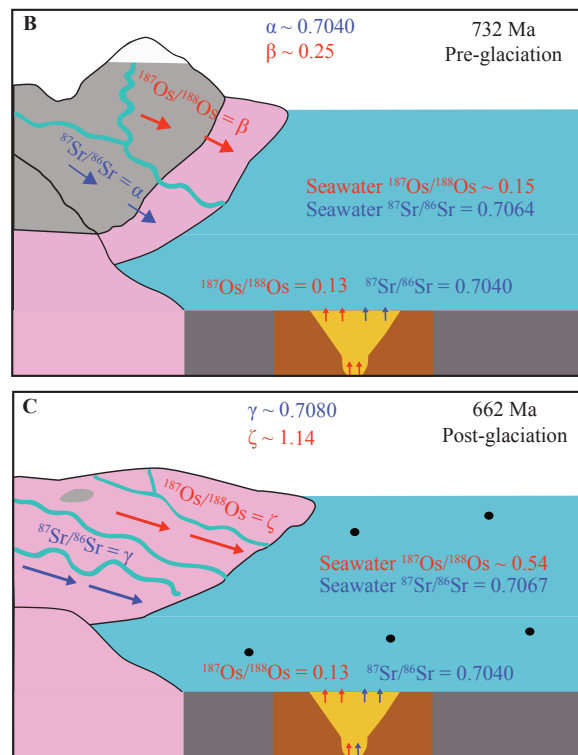 B
α ~ 0.7040
β ~ 0.25
732 Ma
Pre-glaciation
¹⁸⁷Os/¹⁸⁸Os = β
⁸⁷Sr/⁸⁶Sr = α
Seawater ¹⁸⁷Os/¹⁸⁸Os ~ 0.15
Seawater ⁸⁷Sr/⁸⁶Sr = 0.7064
¹⁸⁷Os/¹⁸⁸Os = 0.13 ⁸⁷Sr/⁸⁶Sr = 0.7040
C
γ ~ 0.7080
ζ ~ 1.14
662 Ma
Post-glaciation
¹⁸⁷Os/¹⁸⁸Os = ζ
⁸⁷Sr/⁸⁶Sr = γ
Seawater ¹⁸⁷Os/¹⁸⁸Os ~ 0.54
Seawater ⁸⁷Sr/⁸⁶Sr = 0.7067
¹⁸⁷Os/¹⁸⁸Os = 0.13 ⁸⁷Sr/⁸⁶Sr = 0.7040